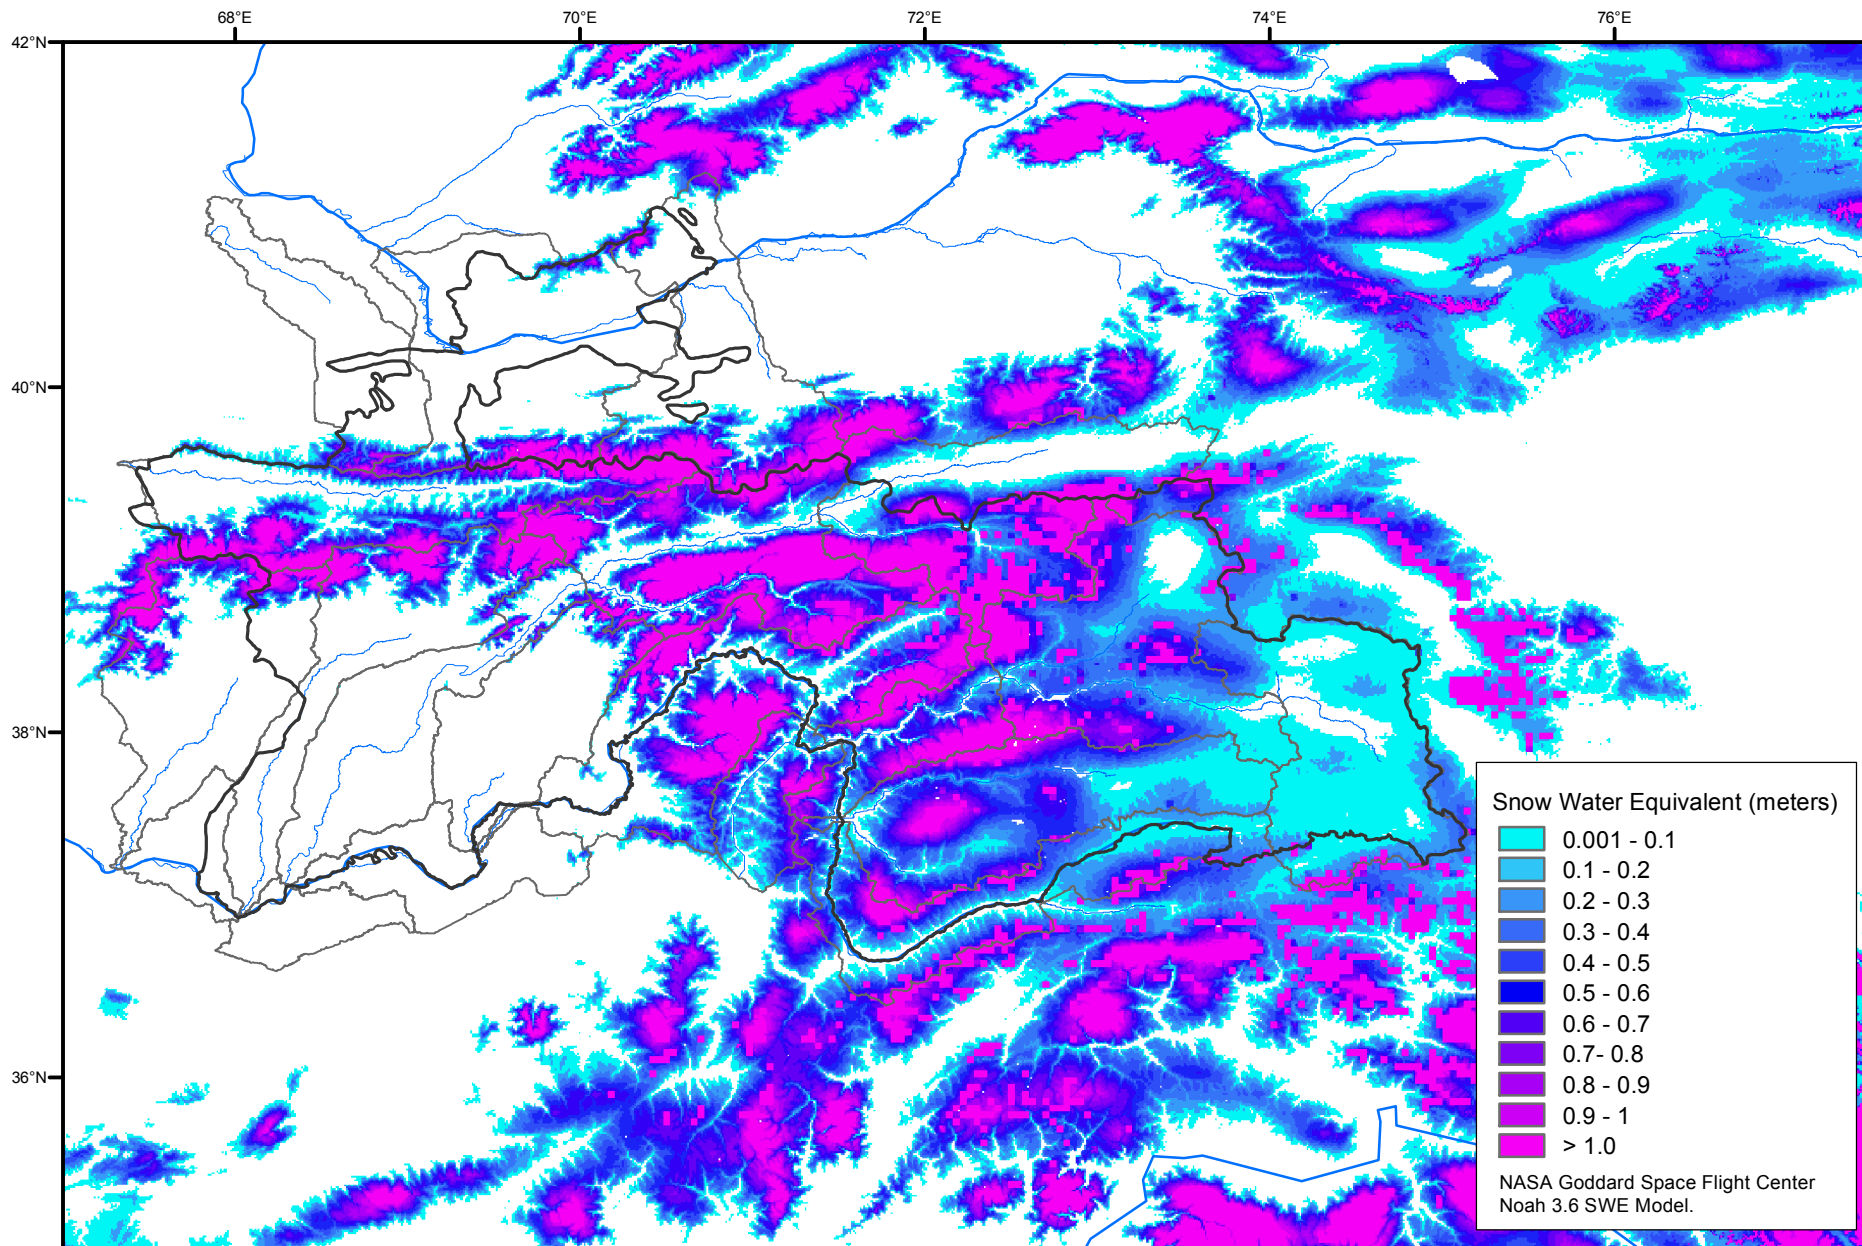 68°E
70°E
72°E
74°E
76°E
42°N
40°N
38°N
36°N
Snow Water Equivalent (meters)
0.001 - 0.1
0.1 - 0.2
0.2 - 0.3
0.3 - 0.4
0.4 - 0.5
0.5 - 0.6
0.6 - 0.7
0.7- 0.8
0.8 - 0.9
0.9 - 1
> 1.0
NASA Goddard Space Flight Center
Noah 3.6 SWE Model.